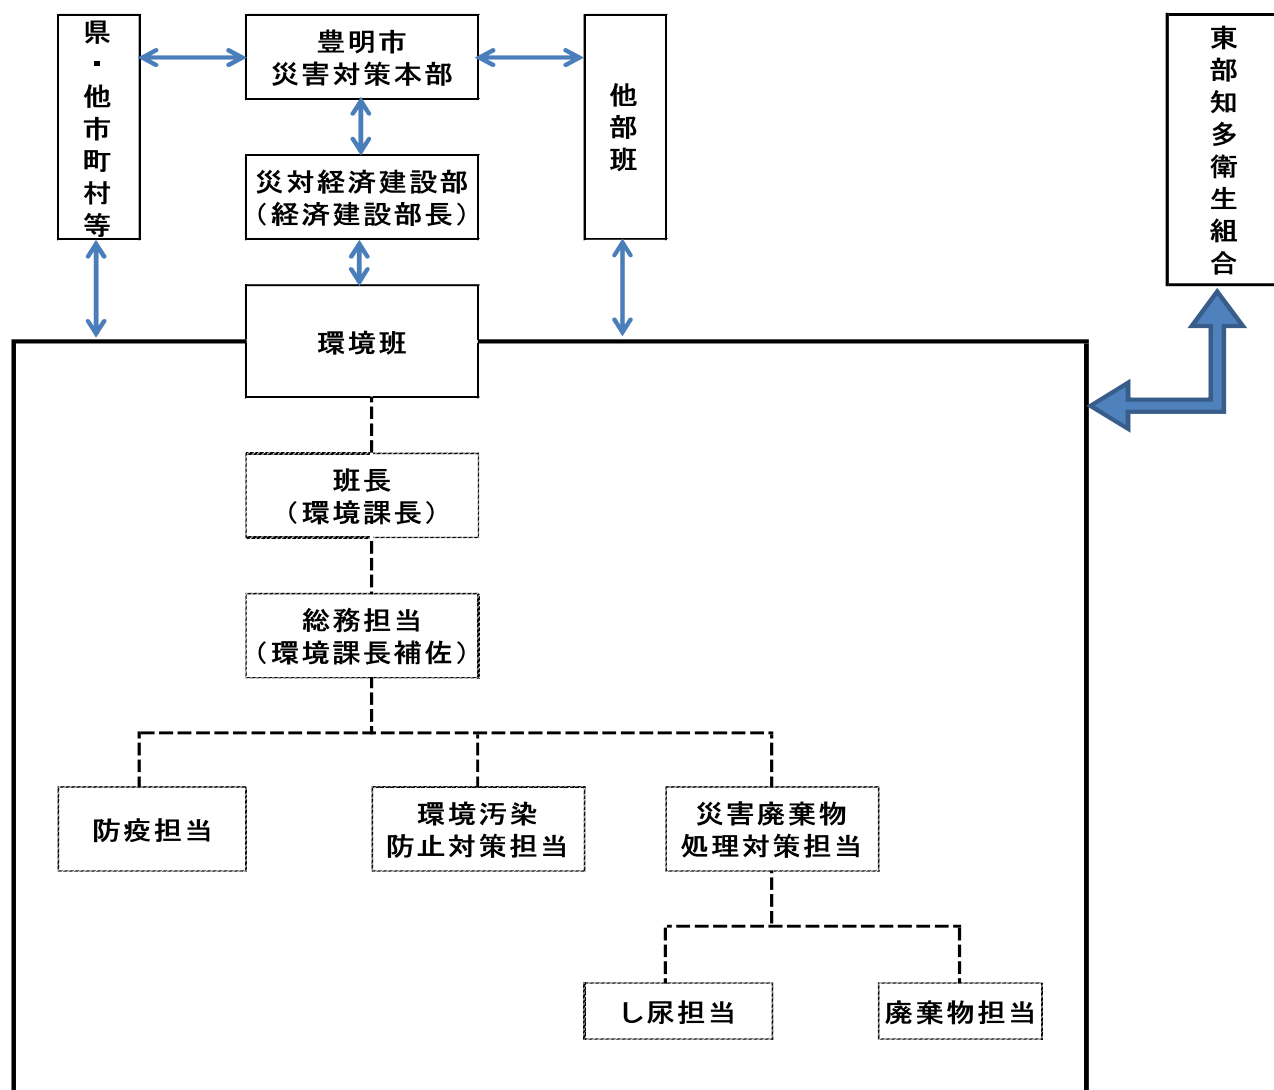 県・他市町村等
豊明市
災害対策本部
他部班
東部知多衛生組合
災対経済建設部
（経済建設部長）
環境班
班長
（環境課長）
総務担当
（環境課長補佐）
防疫担当
環境汚染
防止対策担当
災害廃棄物
処理対策担当
し尿担当
廃棄物担当